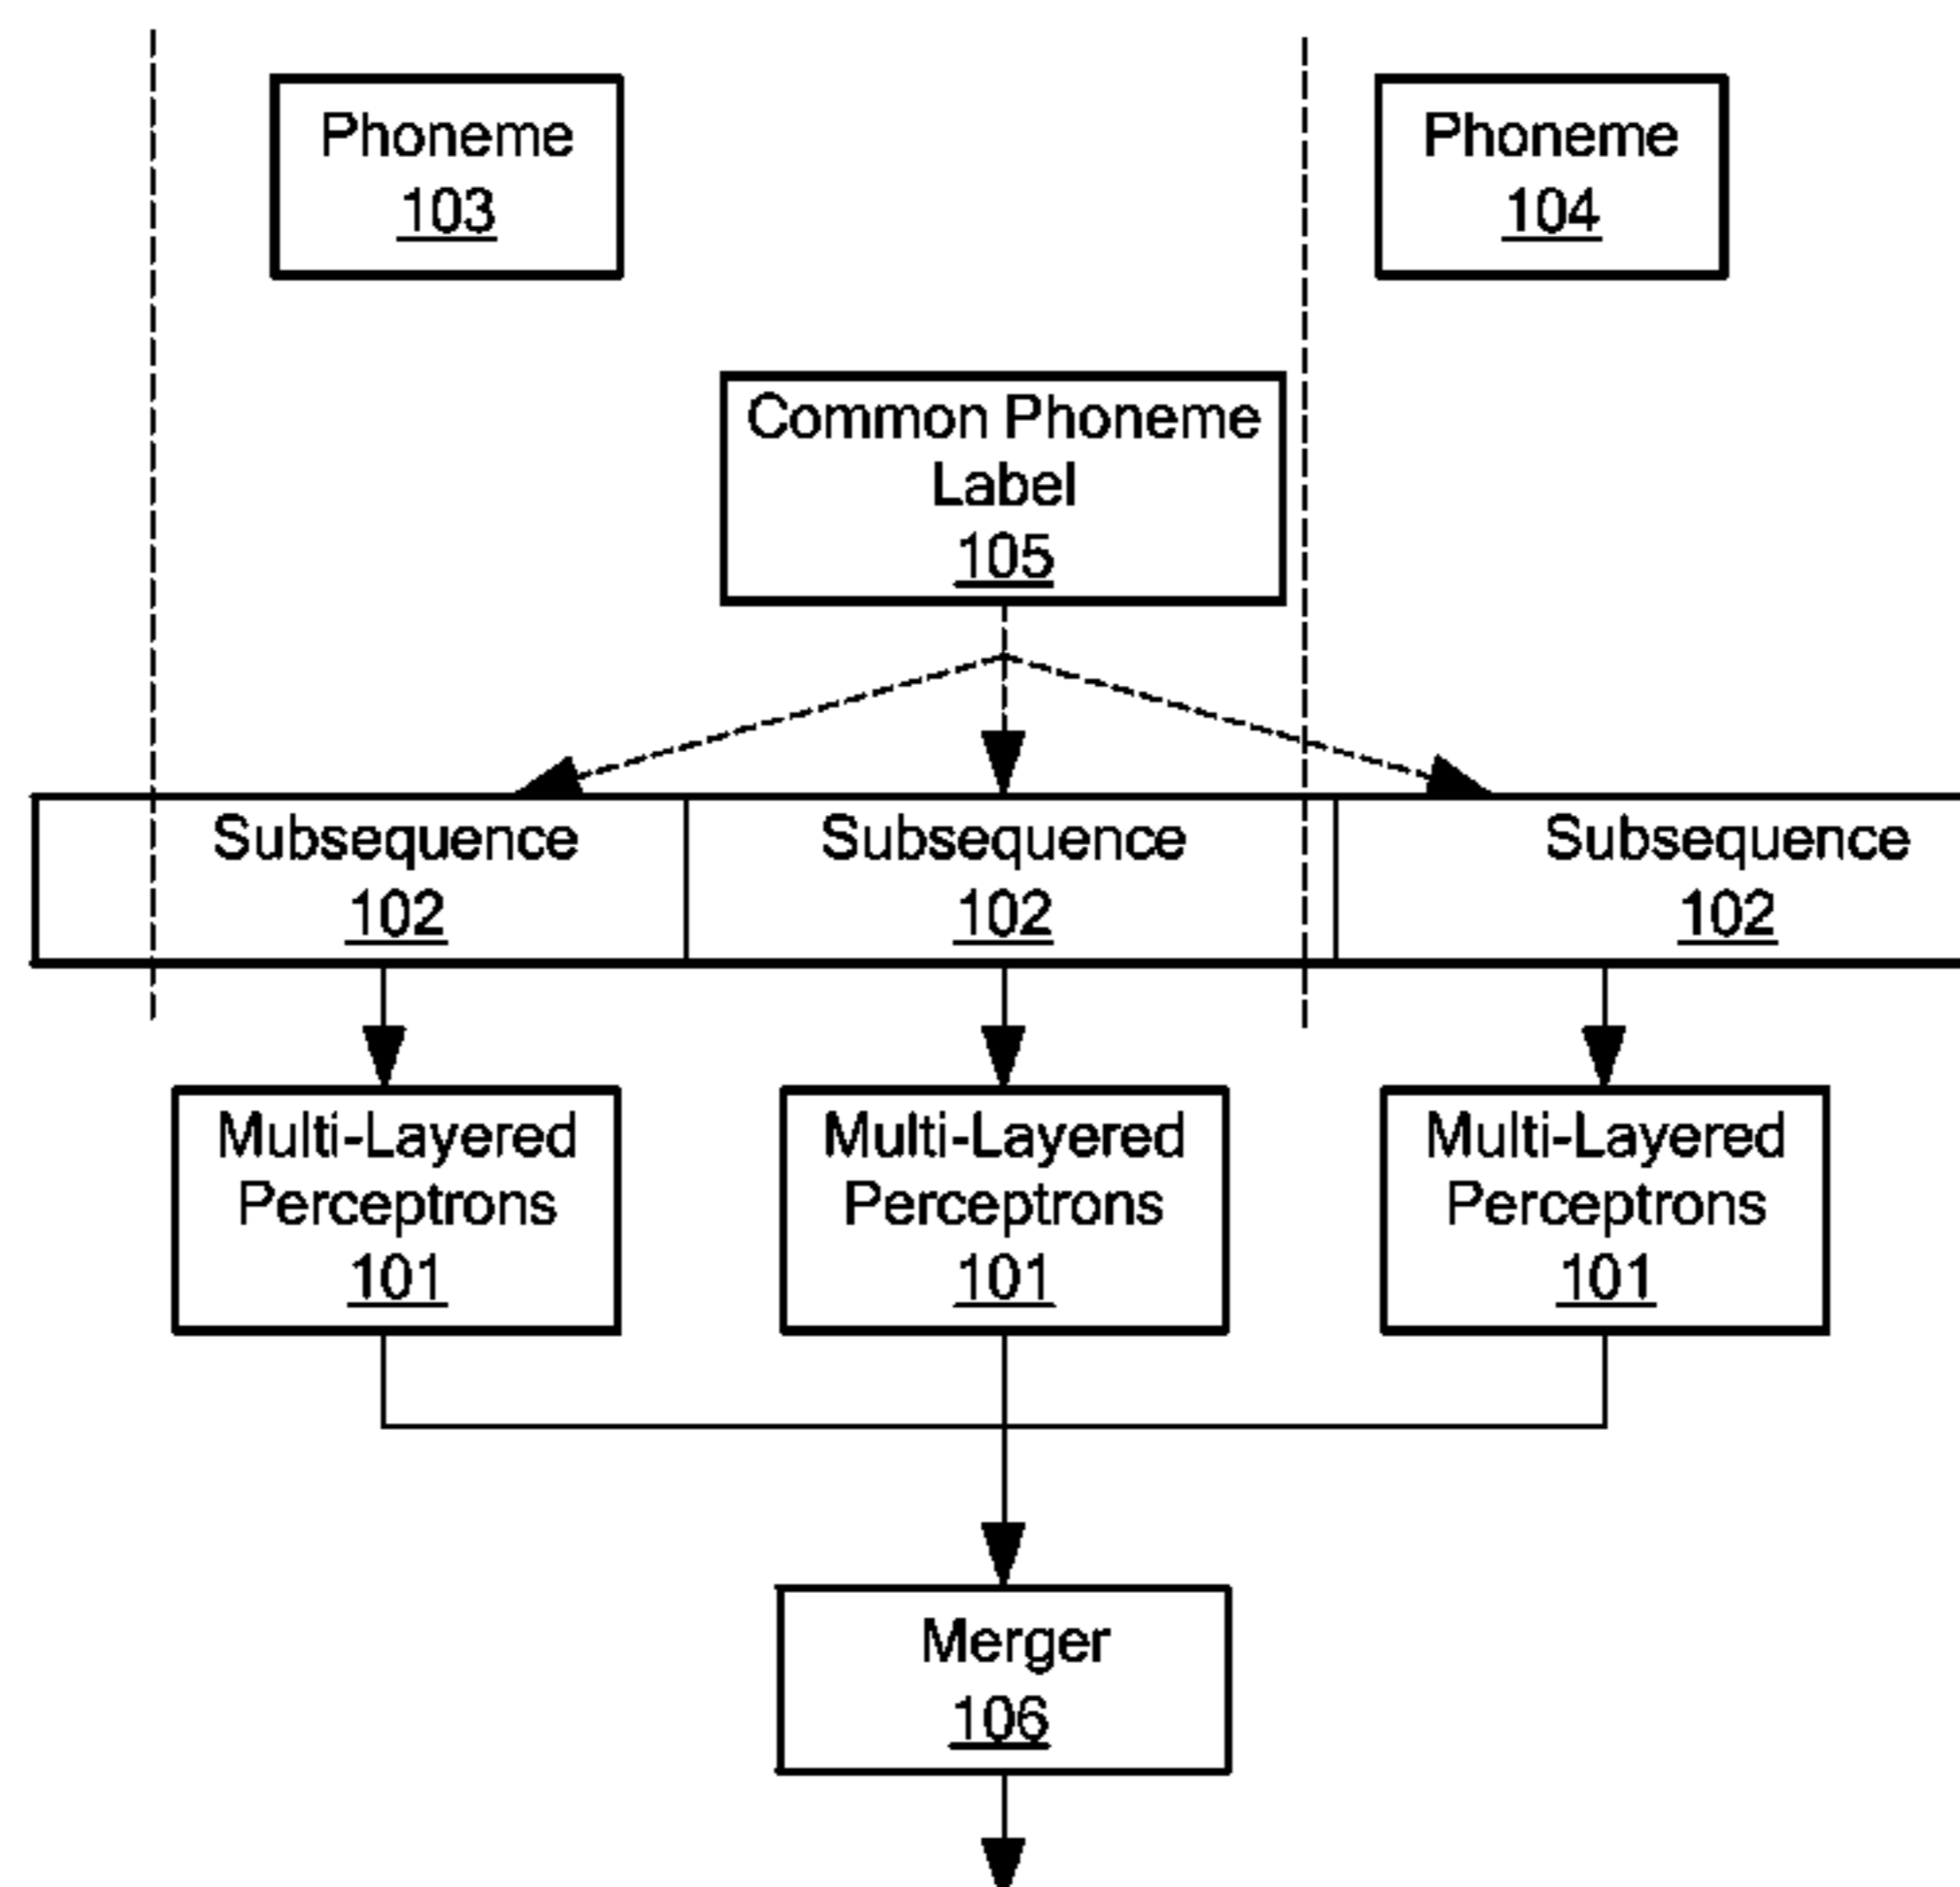 Phoneme
103
Phoneme
104
Common Phoneme
Label
105
Subsequence
102
Subsequence
102
Subsequence
102
Multi-Layered
Perceptrons
101
Multi-Layered
Perceptrons
101
Multi-Layered
Perceptrons
101
Merger
106